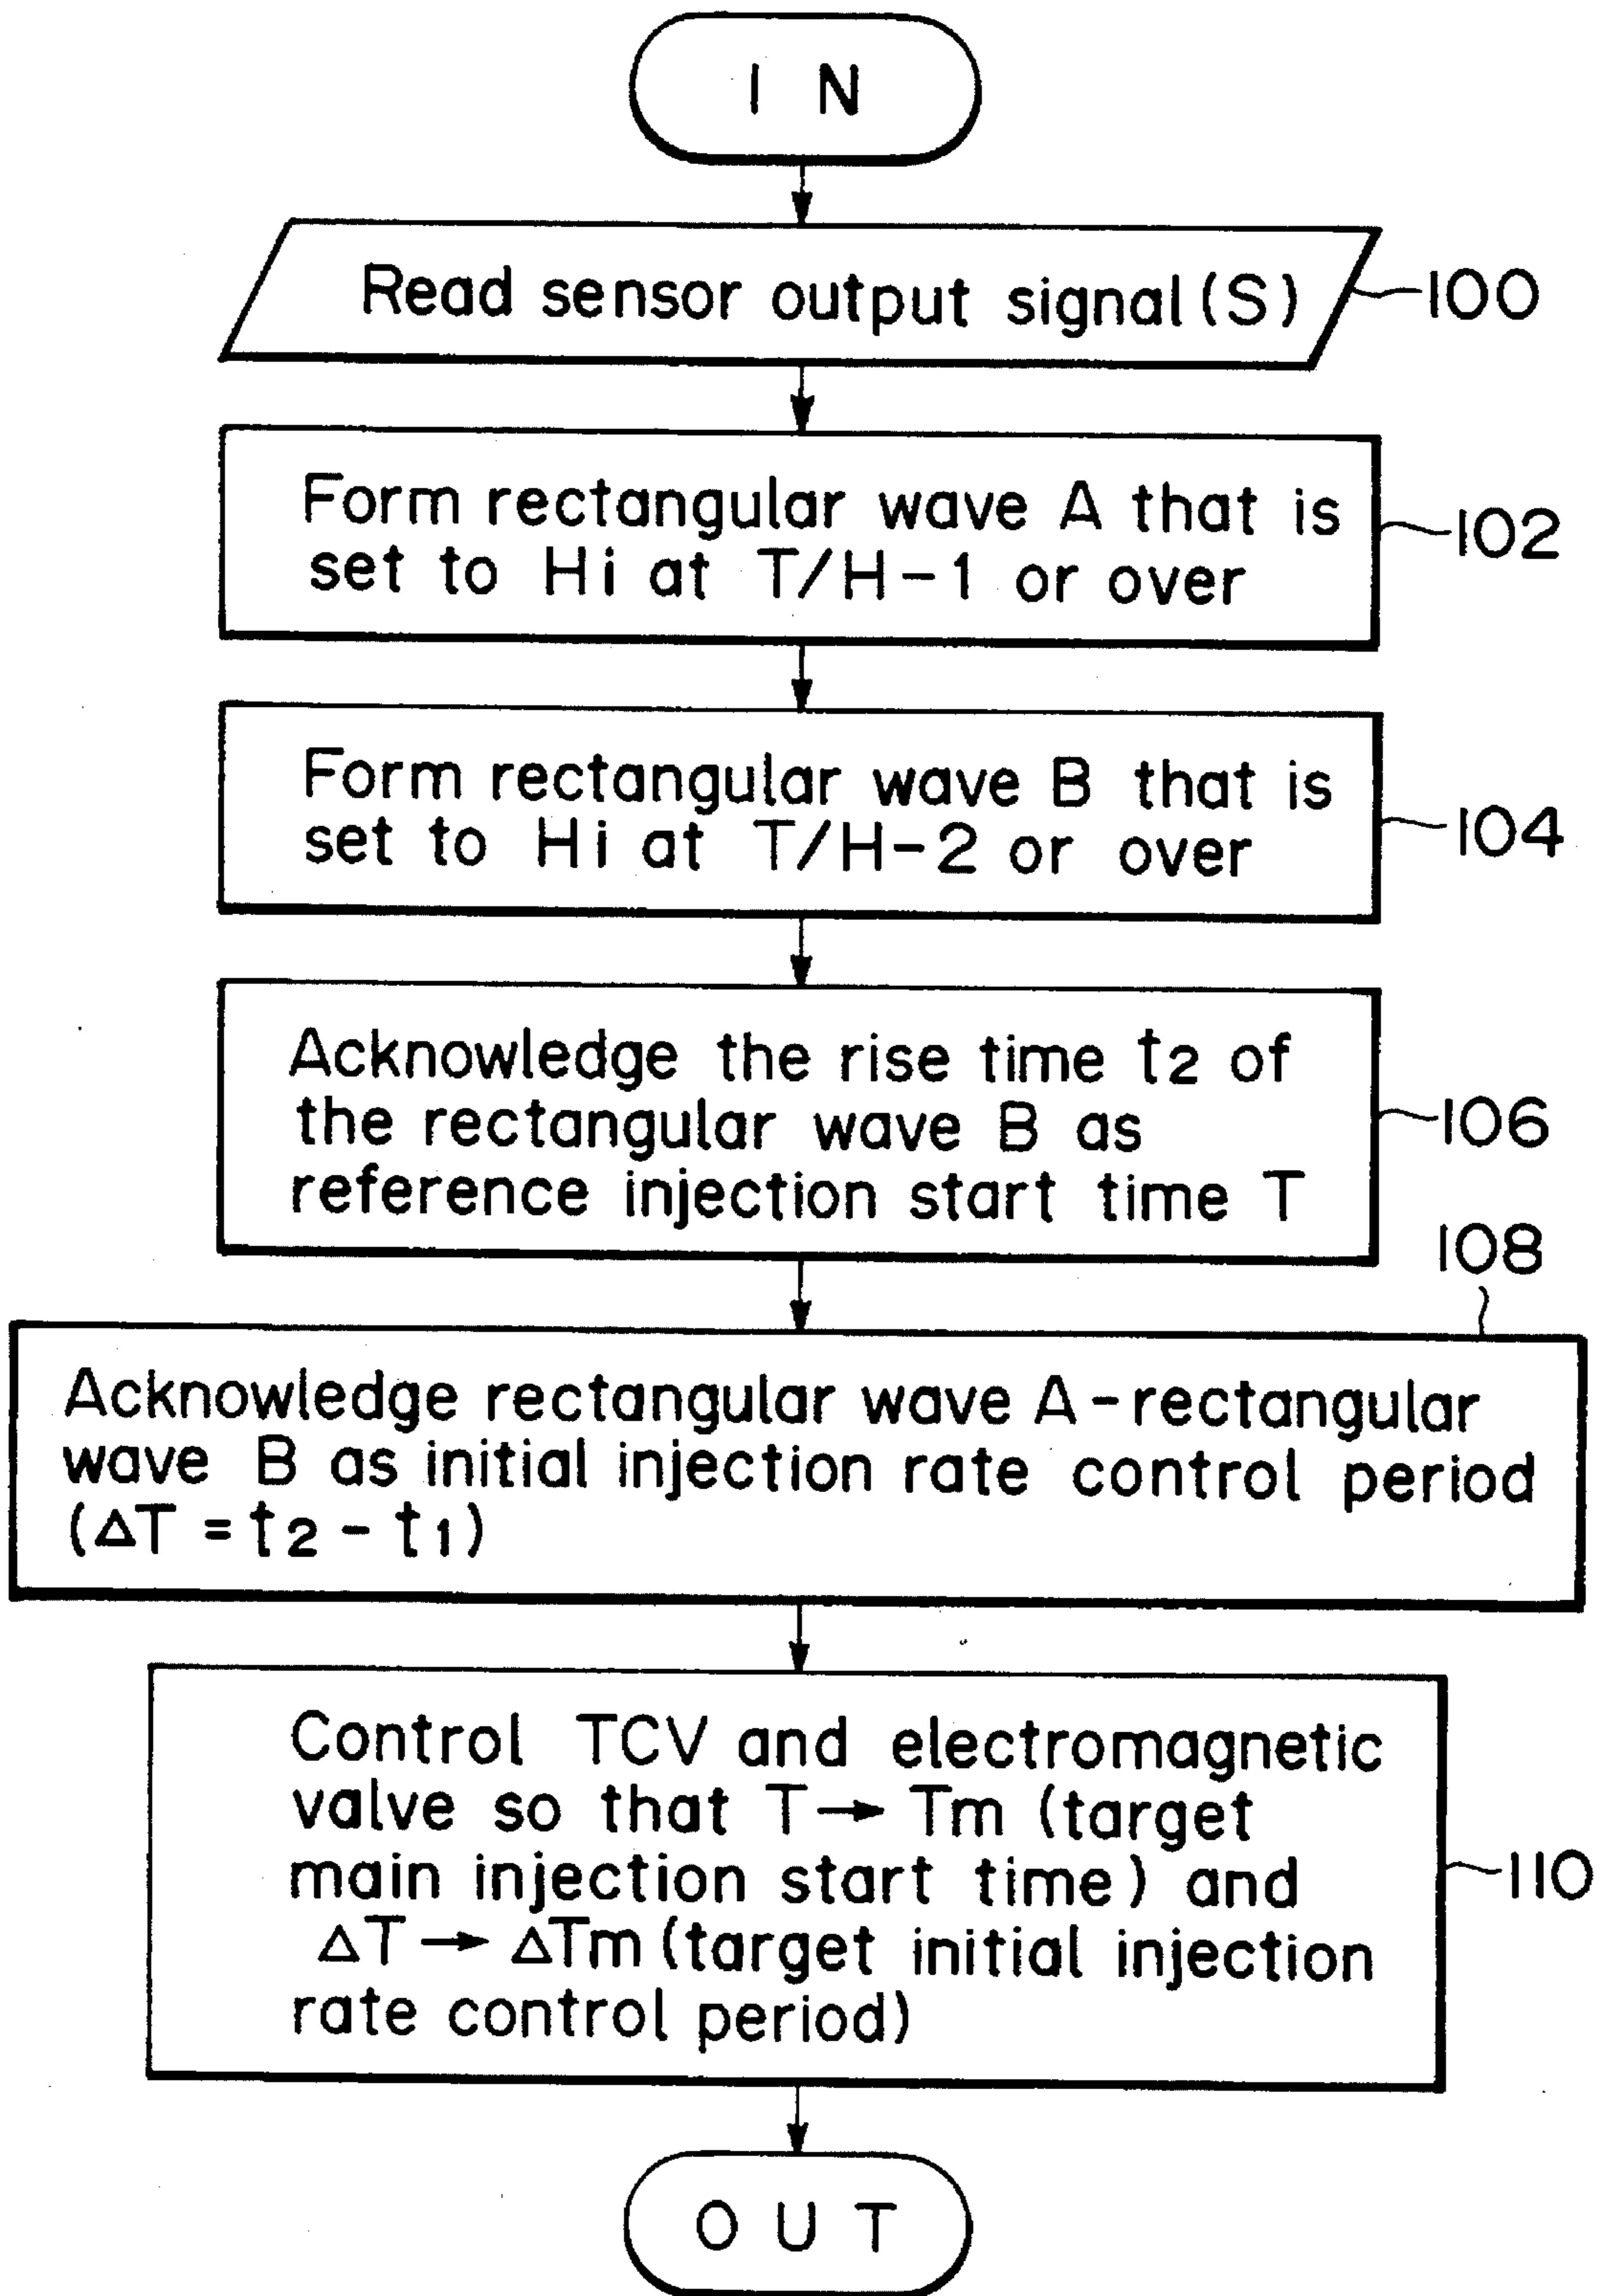 IN
Read sensor output signal(S)
100
Form rectangular wave A that is
set to Hi at T/H-1 or over
102
Form rectangular wave B that is
set to Hi at T/H-2 or over
104
Acknowledge the rise time t2 of
the rectangular wave B as
reference injection start time T
106
108
Acknowledge rectangular wave A-rectangular
wave B as initial injection rate control period
(ΔT = t2 - t1)
Control TCV and electromagnetic
valve so that T → Tm (target
main injection start time) and
ΔT → ΔTm (target initial injection
rate control period)
110
OUT